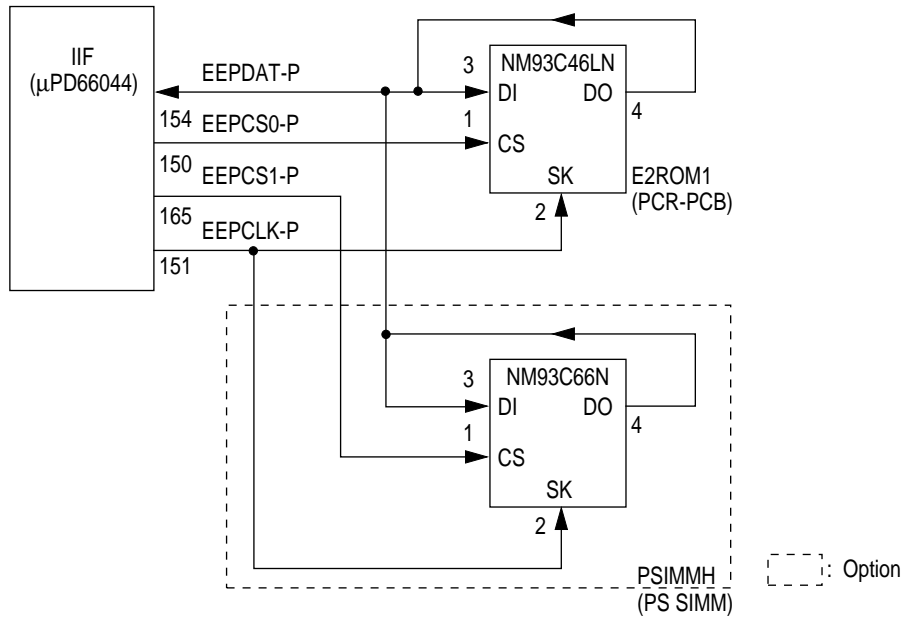 IIF
(µPD66044)
EEPDAT-P
154
EEPCS0-P
150
EEPCS1-P
165
EEPCLK-P
151
3
NM93C46LN
DI
DO
4
1
CS
SK
2
E2ROM1
(PCR-PCB)
3
NM93C66N
DI
DO
4
1
CS
SK
2
PSIMMH
(PS SIMM)
: Option